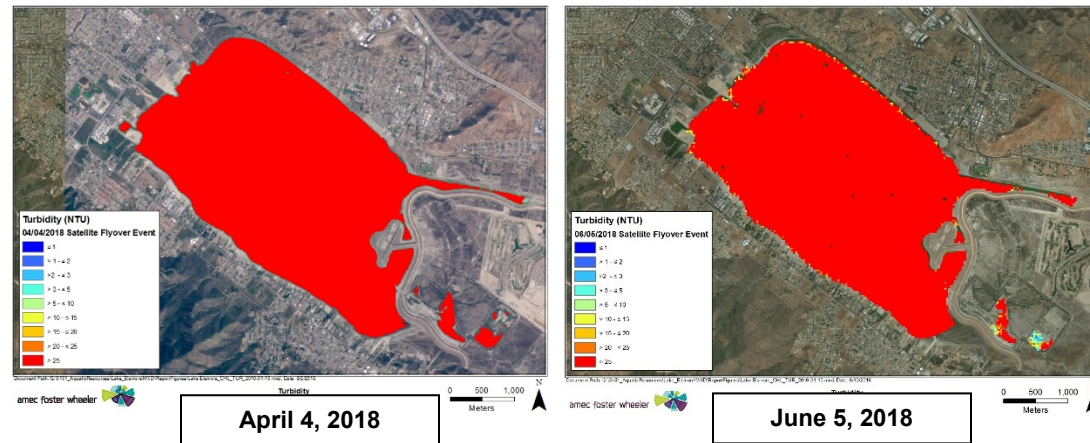 Turbidity (NTU)
04/04/2018 Satellite Flyover Event
≤ 1
> 1 - ≤ 2
>2 - ≤ 3
> 3 - ≤ 5
> 5 - ≤ 10
> 10 - ≤ 15
> 15 - ≤ 20
> 20 - ≤ 25
> 25
Turbidity
amec foster wheeler
0 500 1,000
Meters
N
April 4, 2018
Turbidity (NTU)
06/05/2018 Satellite Flyover Event
≤ 1
> 1 - ≤ 2
>2 - ≤ 3
> 3 - ≤ 5
> 5 - ≤ 10
> 10 - ≤ 15
> 15 - ≤ 20
> 20 - ≤ 25
> 25
amec foster wheeler
0 500 1,000
Meters
June 5, 2018